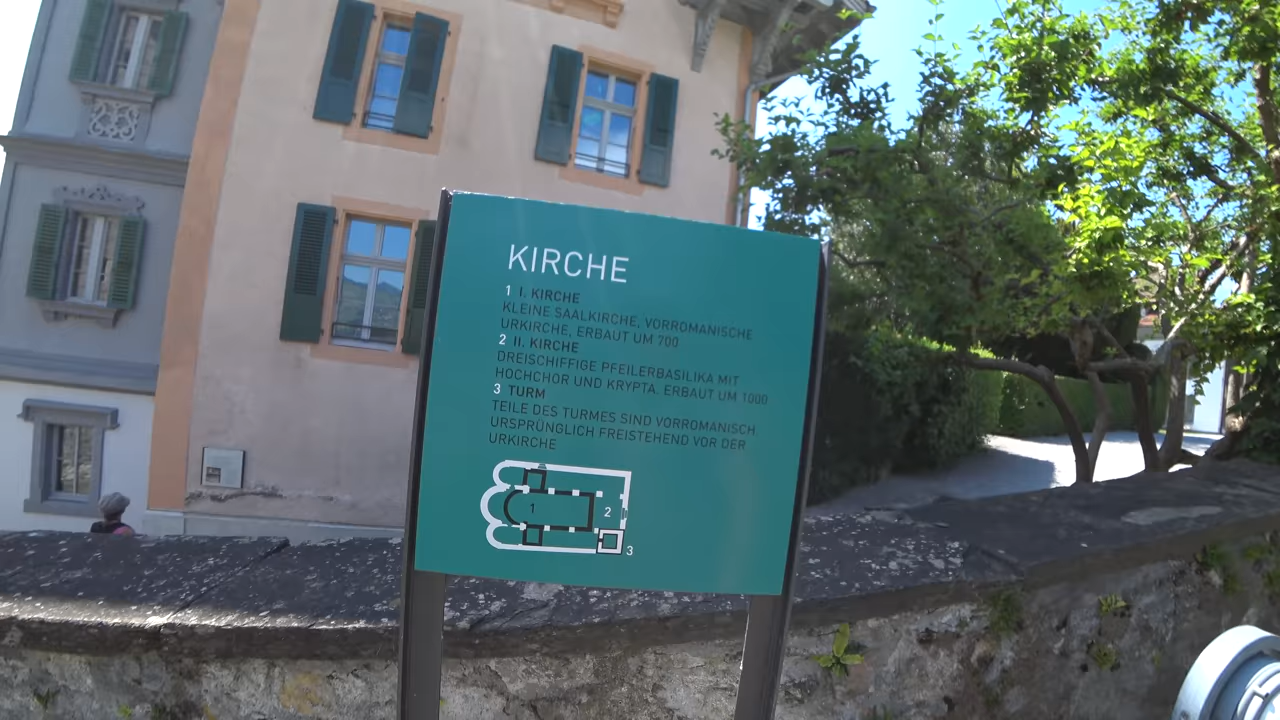 KIRCHE
1 I. KIRCHE
KLEINE SAALKIRCHE, VORROMANISCHE
URKIRCHE, ERBAUT UM 700
2 II. KIRCHE
DREISCHIFFIGE PFEILERBASILIKA MIT
HOCHCHOR UND KRYPTA. ERBAUT UM 1000
3 TURM
TEILE DES TURMES SIND VORROMANISCH.
URSPRÜNGLICH FREISTEHEND VOR DER
URKIRCHE
1
2
3